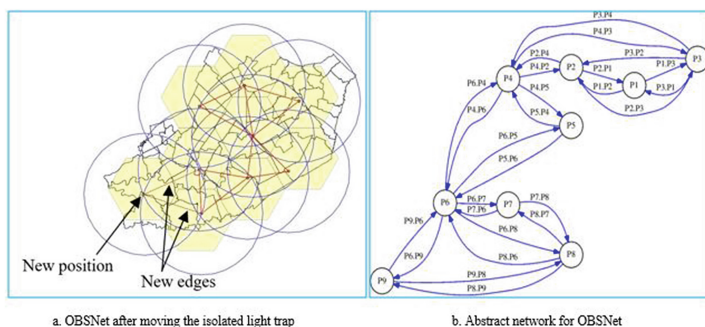 New position
New edges
a. OBSNet after moving the isolated light trap
P3.P4
P4.P3
P2.P4
P4.P2
P3.P2
P2.P1
P1.P2
P1.P3
P3.P1
P2.P3
P4
P2
P1
P3
P6.P4
P4.P6
P4.P5
P5.P4
P5
P6.P5
P5.P6
P6
P6.P7
P7.P6
P7
P7.P8
P8.P7
P6.P8
P8.P6
P8
P9.P6
P6.P9
P9
P9.P8
P8.P9
b. Abstract network for OBSNet